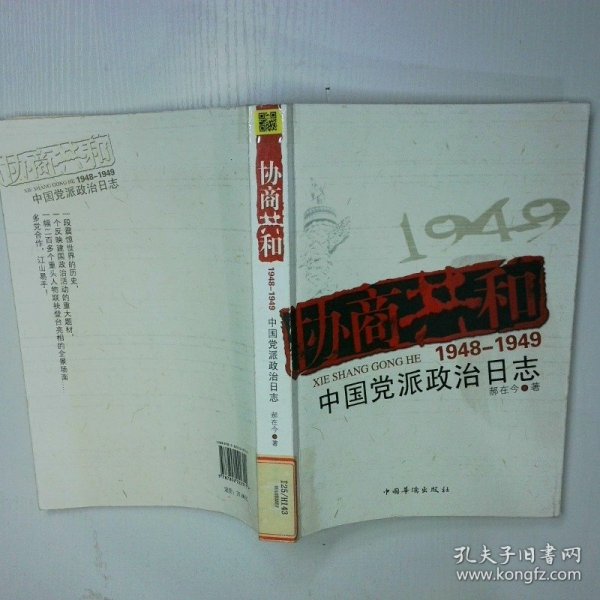 协商共和
XIE SHANG GONG HE 1948-1949
中国党派政治日志
一段震惊世界的历史，
一个反映建国政治活动的重大题材，
一幅二百多个重头人物联袂登台亮相的全景场面……
多党合作，江山易手，
协商共和
1948-1949
中国党派政治日志
郝在今●著
I25/H143
1949
协商共和
XIE SHANG GONG HE
1948-1949
中国党派政治日志
郝在今●著
中国华侨出版社
孔夫子旧书网
www.kongfz.com